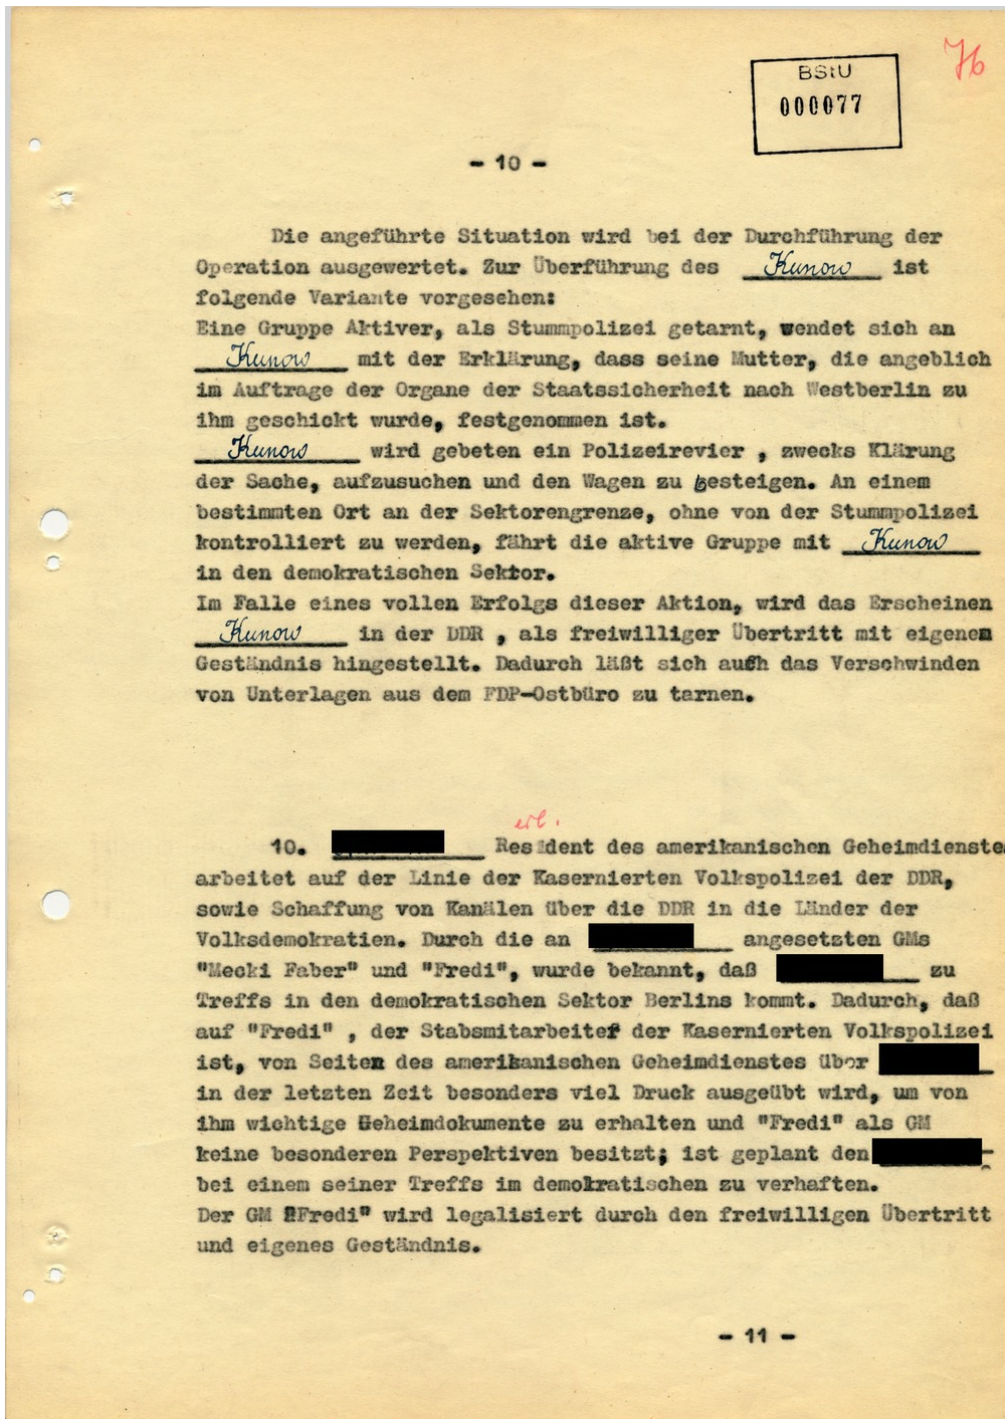 76
BStU
000077
- 10 -
Die angeführte Situation wird bei der Durchführung der
Operation ausgewertet. Zur Überführung des Kunow ist
folgende Variante vorgesehen:
Eine Gruppe Aktiver, als Stummpolizei getarnt, wendet sich an
Kunow mit der Erklärung, dass seine Mutter, die angeblich
im Auftrage der Organe der Staatssicherheit nach Westberlin zu
ihm geschickt wurde, festgenommen ist.
Kunow wird gebeten ein Polizeirevier , zwecks Klärung
der Sache, aufzusuchen und den Wagen zu besteigen. An einem
bestimmten Ort an der Sektorengrenze, ohne von der Stummpolizei
kontrolliert zu werden, fährt die aktive Gruppe mit Kunow
in den demokratischen Sektor.
Im Falle eines vollen Erfolgs dieser Aktion, wird das Erscheinen
Kunow in der DDR , als freiwilliger Übertritt mit eigenem
Geständnis hingestellt. Dadurch läßt sich auch das Verschwinden
von Unterlagen aus dem FDP-Ostbüro zu tarnen.
erl.
10. Resident des amerikanischen Geheimdienste
arbeitet auf der Linie der Kasernierten Volkspolizei der DDR,
sowie Schaffung von Kanälen über die DDR in die Länder der
Volksdemokratien. Durch die an angesetzten GMs
"Mecki Faber" und "Fredi", wurde bekannt, daß zu
Treffs in den demokratischen Sektor Berlins kommt. Dadurch, daß
auf "Fredi" , der Stabsmitarbeiter der Kasernierten Volkspolizei
ist, von Seiten des amerikanischen Geheimdienstes über
in der letzten Zeit besonders viel Druck ausgeübt wird, um von
ihm wichtige Geheimdokumente zu erhalten und "Fredi" als GM
keine besonderen Perspektiven besitzt; ist geplant den
bei einem seiner Treffs im demokratischen zu verhaften.
Der GM "Fredi" wird legalisiert durch den freiwilligen Übertritt
und eigenes Geständnis.
- 11 -